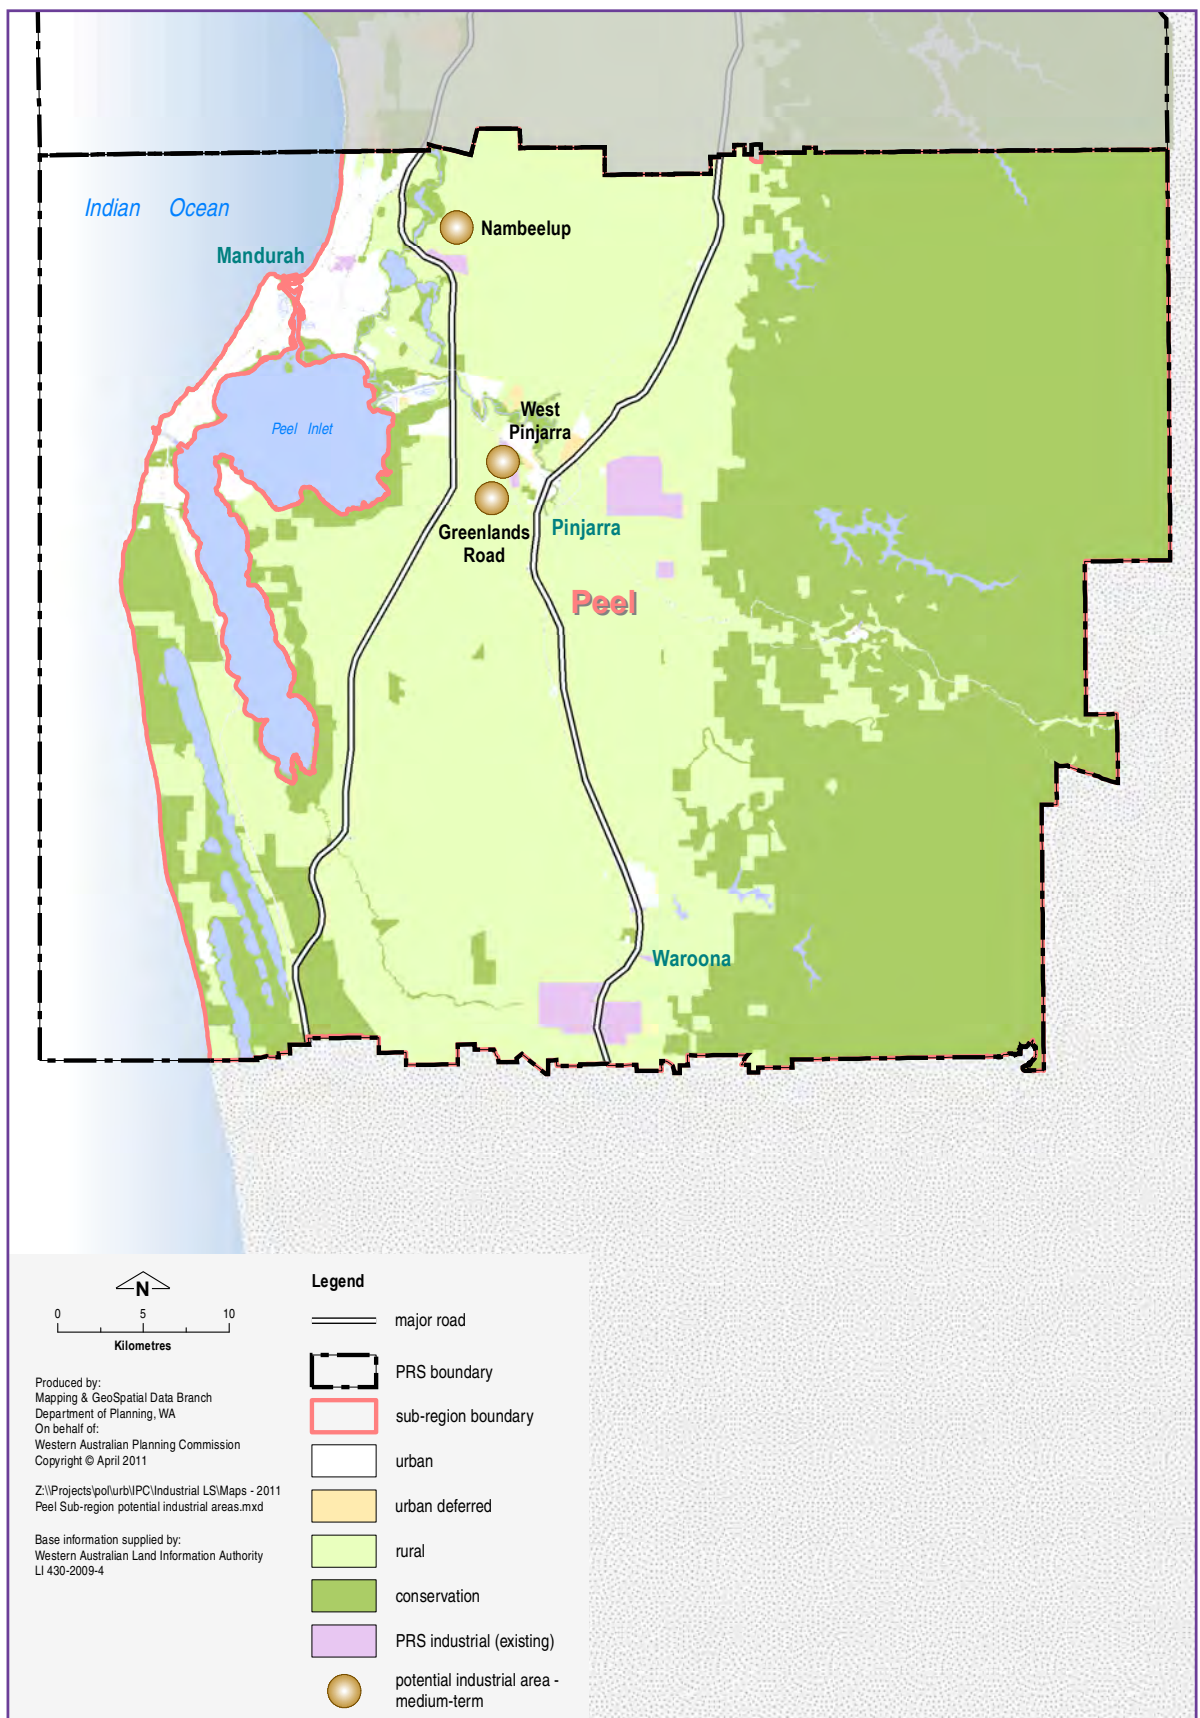 Indian Ocean
Mandurah
Nambeelup
Peel Inlet
West
Pinjarra
Greenlands
Road
Pinjarra
Peel
Waroona
N
0 5 10
Kilometres
Produced by:
Mapping & GeoSpatial Data Branch
Department of Planning, WA
On behalf of:
Western Australian Planning Commission
Copyright © April 2011
Z:\\Projects\pol\urb\IPC\Industrial LS\Maps - 2011
Peel Sub-region potential industrial areas.mxd
Base information supplied by:
Western Australian Land Information Authority
LI 430-2009-4
Legend
major road
PRS boundary
sub-region boundary
urban
urban deferred
rural
conservation
PRS industrial (existing)
potential industrial area -
medium-term